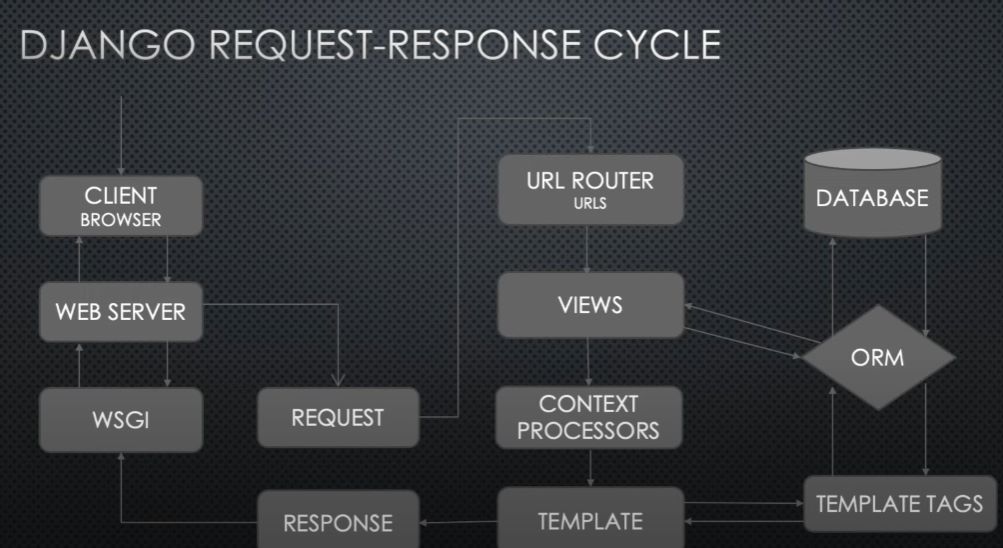 DJANGO REQUEST-RESPONSE CYCLE
CLIENT
BROWSER
WEB SERVER
WSGI
REQUEST
RESPONSE
URL ROUTER
URLS
VIEWS
CONTEXT
PROCESSORS
TEMPLATE
DATABASE
ORM
TEMPLATE TAGS